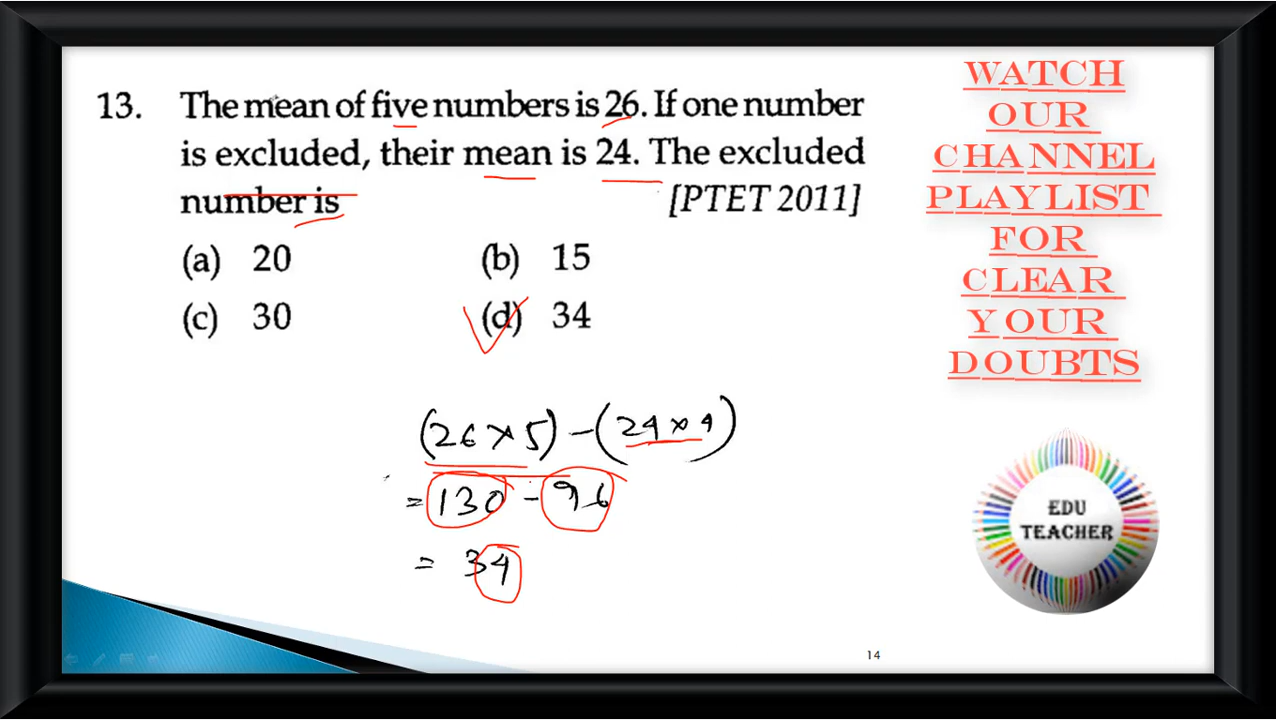 13. The mean of five numbers is 26. If one number
is excluded, their mean is 24. The excluded
number is [PTET 2011]
(a) 20 (b) 15
(c) 30 (d) 34
(26 × 5) - (24 × 4)
= 130 - 96
= 34
WATCH
OUR
CHANNEL
PLAYLIST
FOR
CLEAR
YOUR
DOUBTS
EDU
TEACHER
14